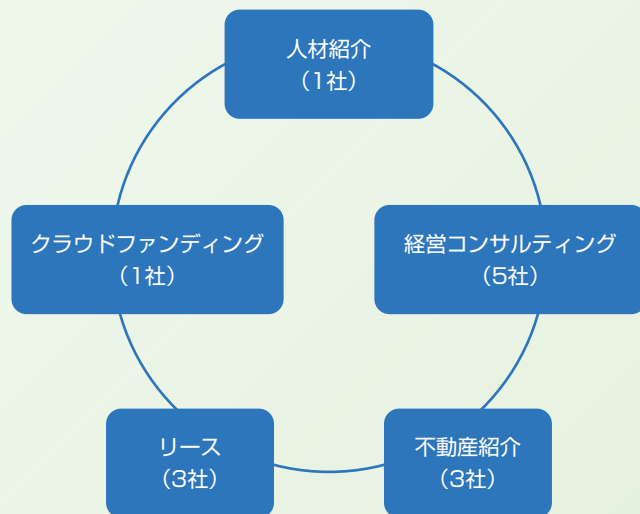 人材紹介
（1社）
クラウドファンディング
（1社）
経営コンサルティング
（5社）
リース
（3社）
不動産紹介
（3社）